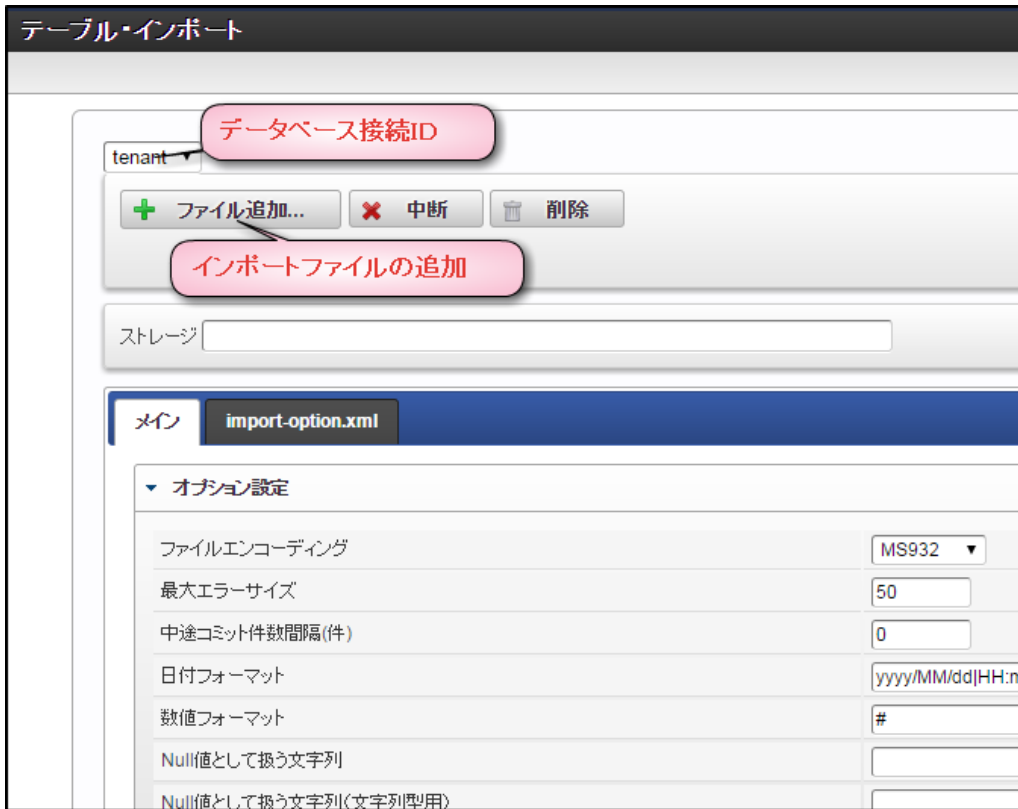 テーブル・インポート
データベース接続ID
tenant
ファイル追加... 中断 削除
インポートファイルの追加
ストレージ
メイン import-option.xml
オプション設定
ファイルエンコーディング MS932
最大エラーサイズ 50
中途コミット件数間隔(件) 0
日付フォーマット yyyy/MM/dd|HH:m
数値フォーマット #
Null値として扱う文字列
Null値として扱う文字列(文字列型用)